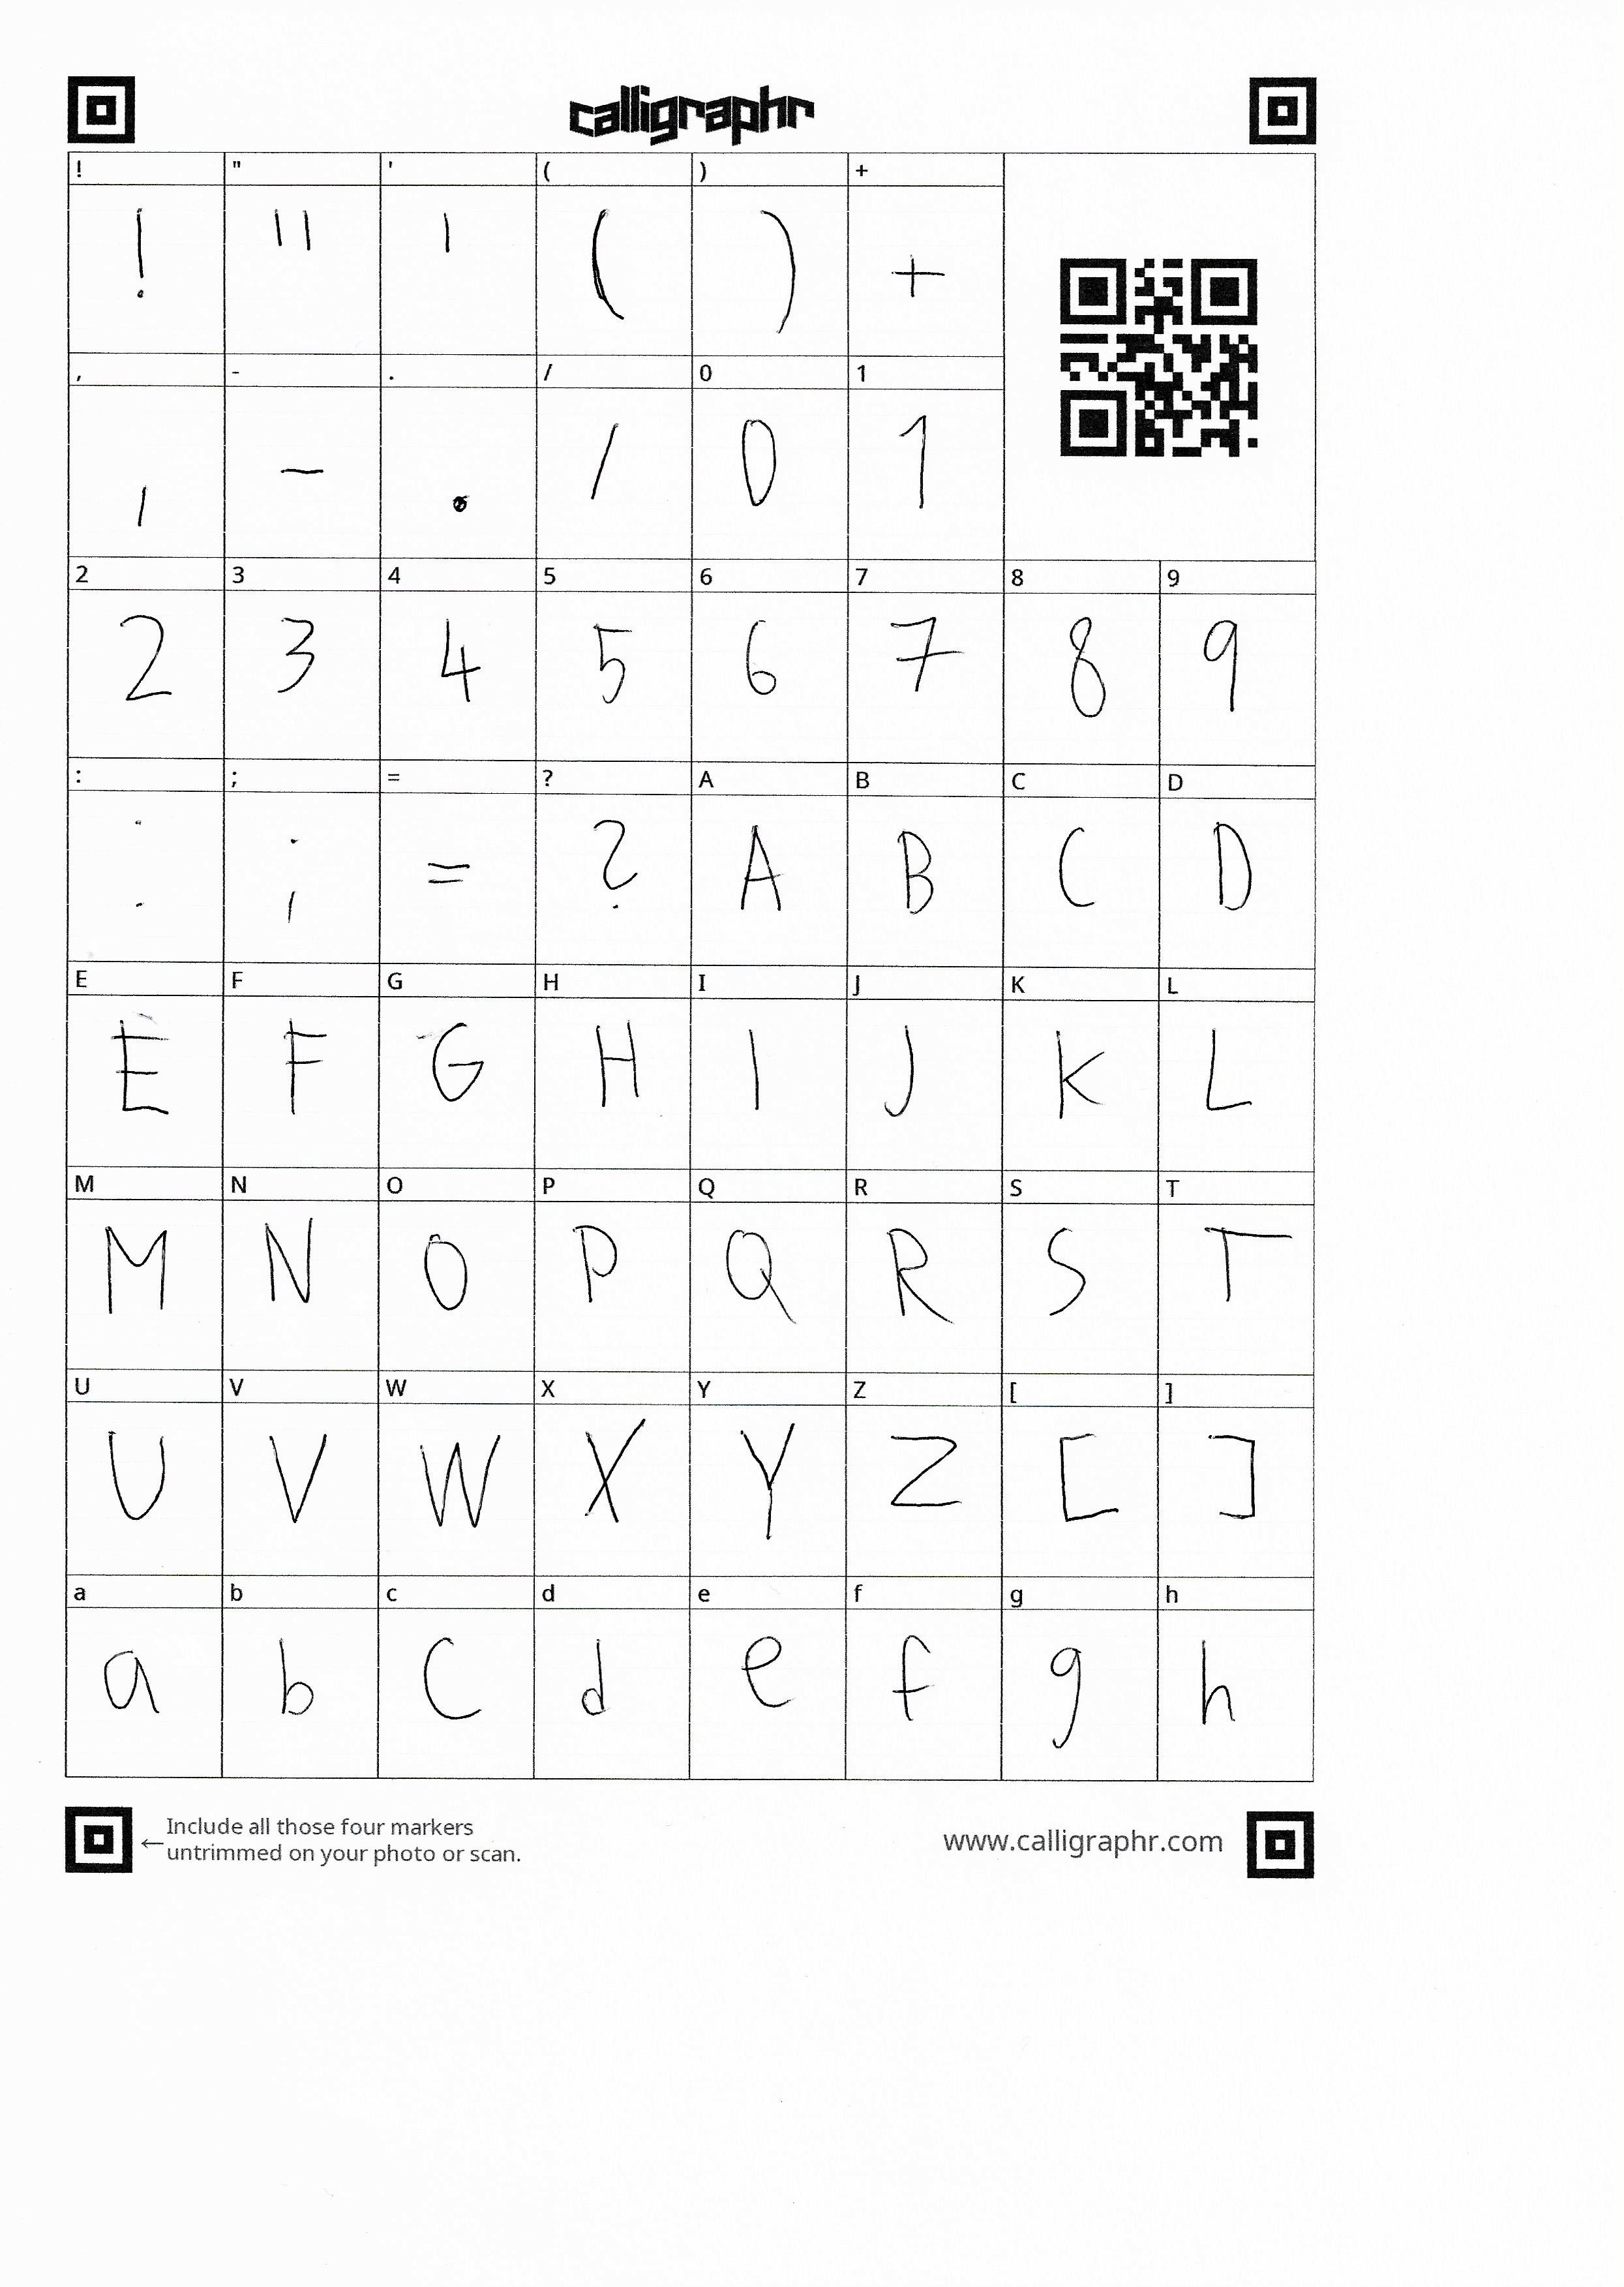 calligraphr
! " ' ( ) +
! " ' ( ) +
, - . / 0 1
, - . / 0 1
2 3 4 5 6 7 8 9
2 3 4 5 6 7 8 9
: ; = ? A B C D
: ; = ? A B C D
E F G H I J K L
E F G H I J K L
M N O P Q R S T
M N O P Q R S T
U V W X Y Z [ ]
U V W X Y Z [ ]
a b c d e f g h
a b c d e f g h
←Include all those four markers
untrimmed on your photo or scan.
www.calligraphr.com